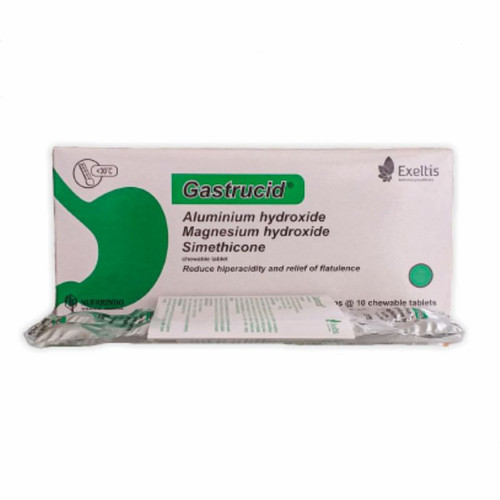 <30°C
Exeltis
Gastrucid®
Aluminium hydroxide
Magnesium hydroxide
Simethicone
chewable tablet
Reduce hiperacidity and relief of flatulence
@ 10 chewable tablets